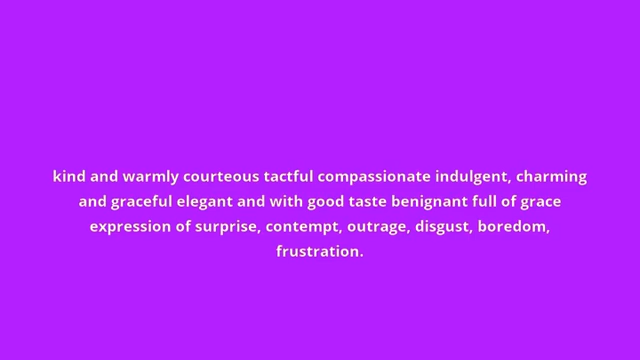 kind and warmly courteous tactful compassionate indulgent, charming
and graceful elegant and with good taste benignant full of grace
expression of surprise, contempt, outrage, disgust, boredom,
frustration.